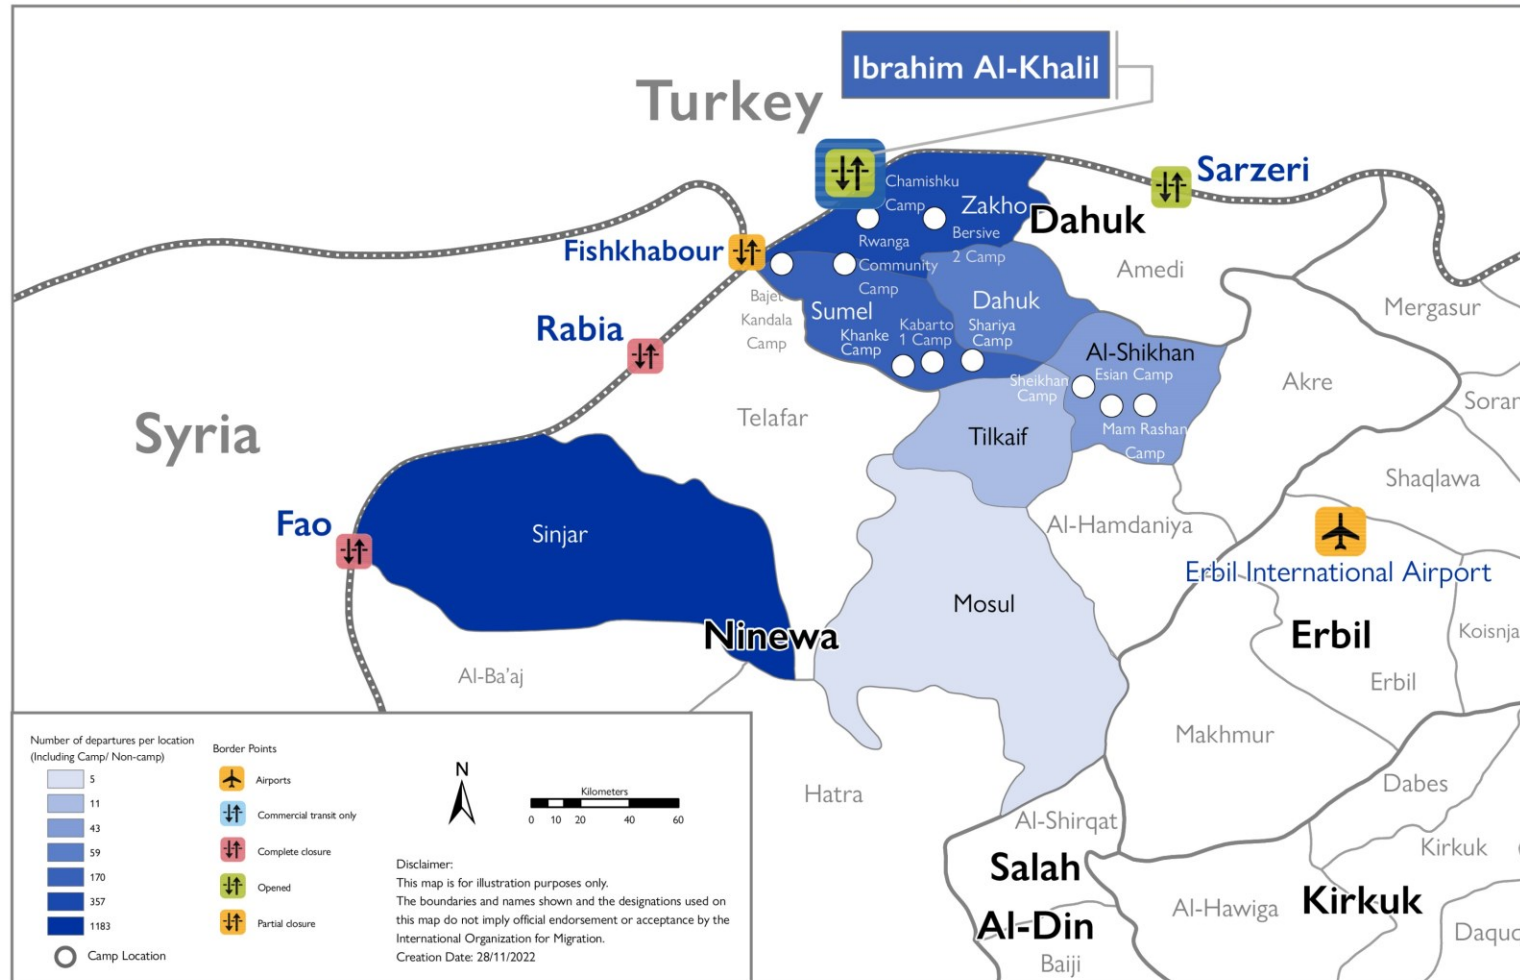 Ibrahim Al-Khalil
Turkey
Sarzeri
Chamishku
Camp
Zakho
Dahuk
Fishkhabour
Rwanga
Community
Camp
Bersive
2 Camp
Amedi
Bajet
Kandala
Camp
Sumel
Dahuk
Mergasur
Rabia
Khanke
Camp
Kabarto
1 Camp
Shariya
Camp
Al-Shikhan
Esian Camp
Sheikhan
Camp
Akre
Soran
Syria
Telafar
Tilkaif
Mam Rashan
Camp
Shaqlawa
Fao
Sinjar
Al-Hamdaniya
Erbil International Airport
Mosul
Ninewa
Erbil
Koisnja
Al-Ba'aj
Erbil
Makhmur
Hatra
Dabes
Al-Shirqat
Kirkuk
Salah
Al-Din
Al-Hawiga
Kirkuk
Daquq
Baiji
Number of departures per location
(Including Camp/ Non-camp)
5
11
43
59
170
357
1183
Camp Location
Border Points
Airports
Commercial transit only
Complete closure
Opened
Partial closure
N
Kilometers
0 10 20 40 60
Disclaimer:
This map is for illustration purposes only.
The boundaries and names shown and the designations used on
this map do not imply official endorsement or acceptance by the
International Organization for Migration.
Creation Date: 28/11/2022